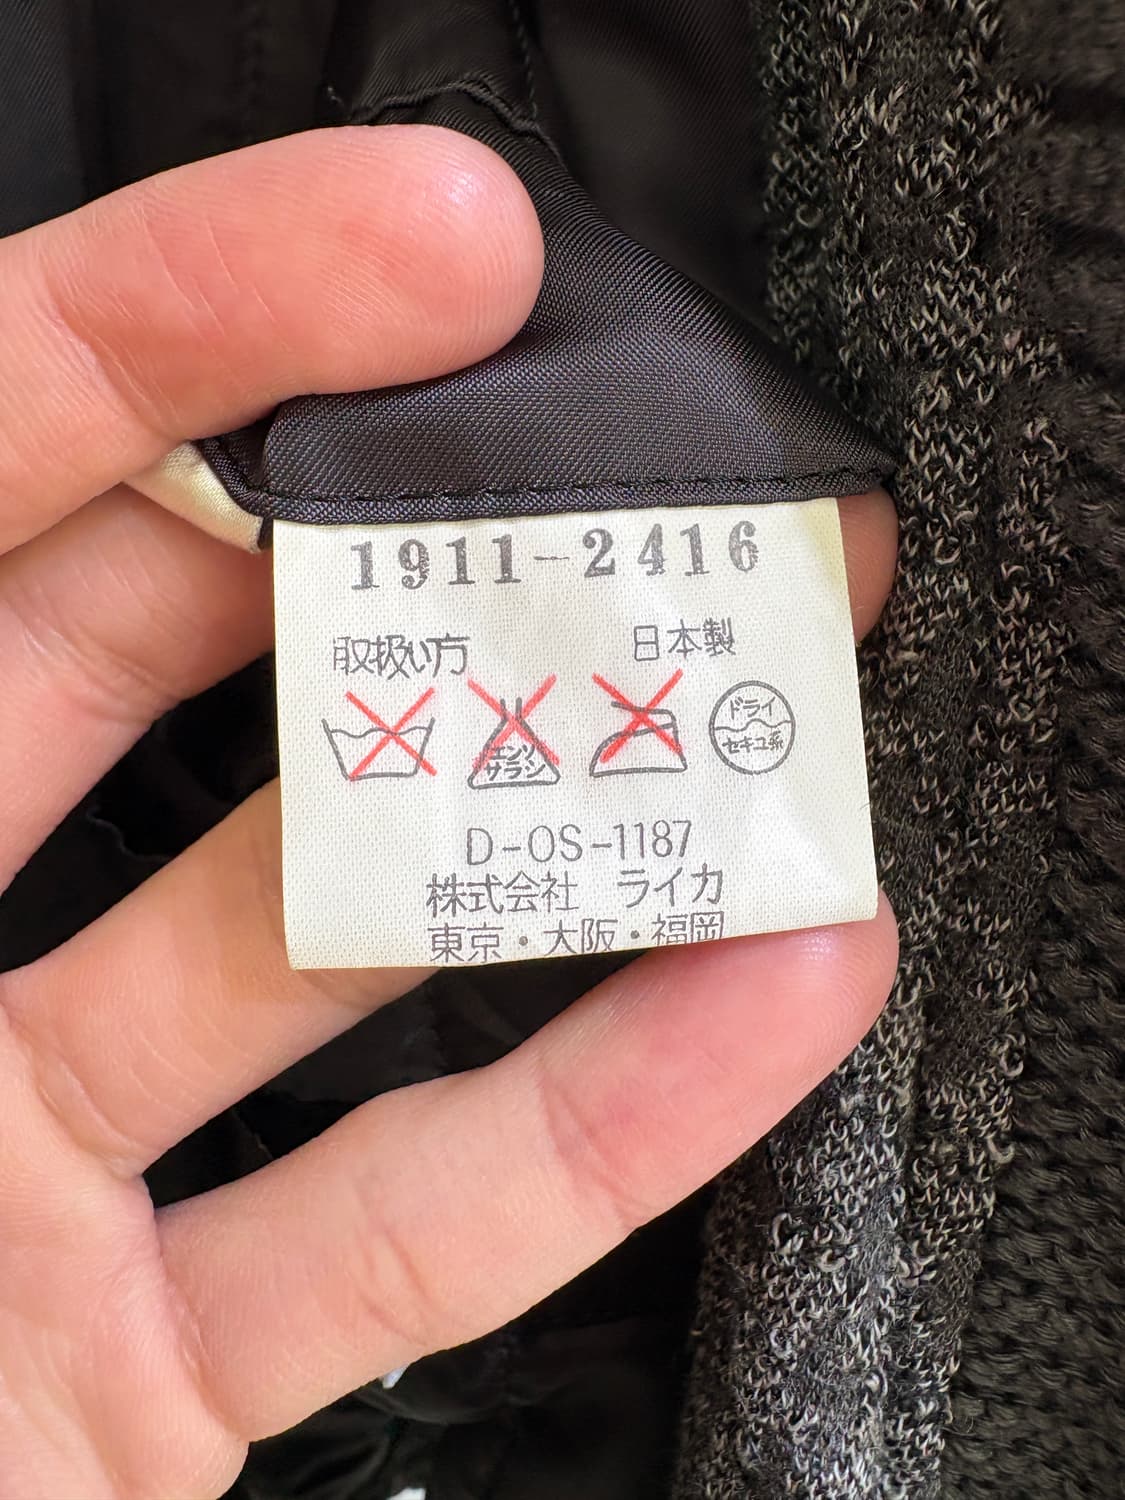 1911-2416
取扱い方 日本製
エンソ
サラシ
ドライ
セキユ系
D-OS-1187
株式会社 ライカ
東京・大阪・福岡